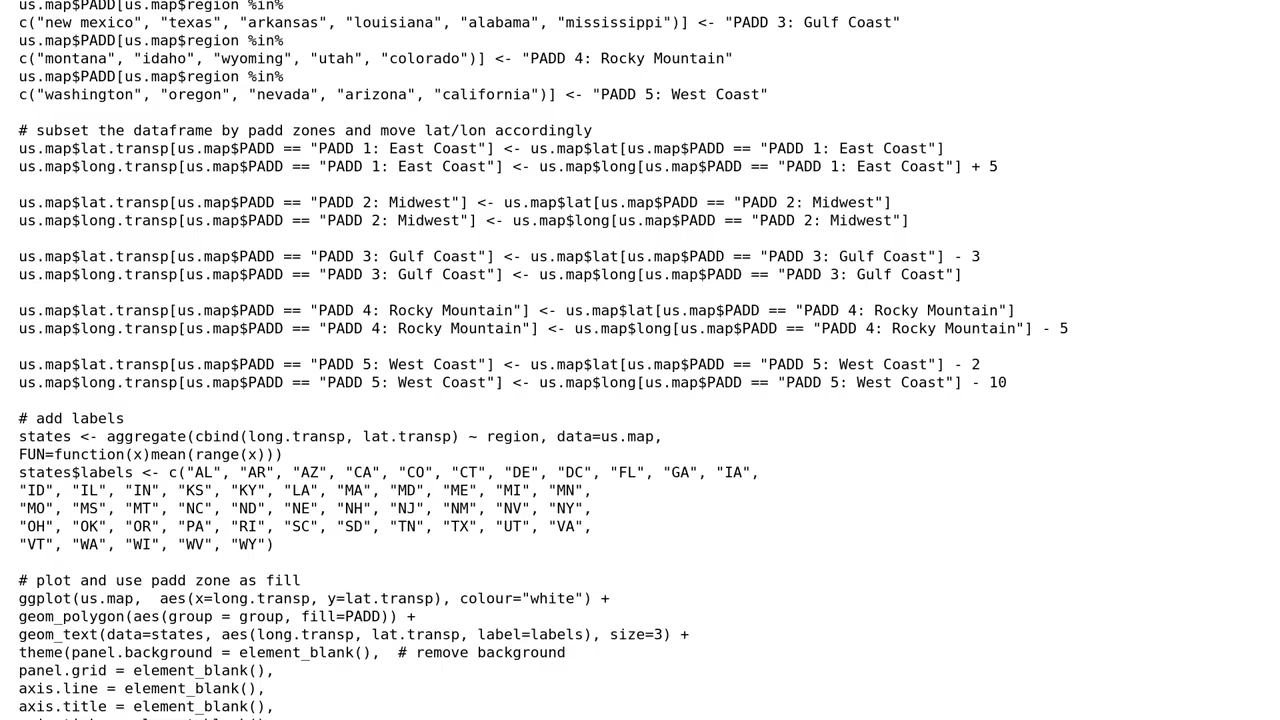 us.map$PADD[us.map$region %in%
c("new mexico", "texas", "arkansas", "louisiana", "alabama", "mississippi")] <- "PADD 3: Gulf Coast"
us.map$PADD[us.map$region %in%
c("montana", "idaho", "wyoming", "utah", "colorado")] <- "PADD 4: Rocky Mountain"
us.map$PADD[us.map$region %in%
c("washington", "oregon", "nevada", "arizona", "california")] <- "PADD 5: West Coast"

# subset the dataframe by padd zones and move lat/lon accordingly
us.map$lat.transp[us.map$PADD == "PADD 1: East Coast"] <- us.map$lat[us.map$PADD == "PADD 1: East Coast"]
us.map$long.transp[us.map$PADD == "PADD 1: East Coast"] <- us.map$long[us.map$PADD == "PADD 1: East Coast"] + 5

us.map$lat.transp[us.map$PADD == "PADD 2: Midwest"] <- us.map$lat[us.map$PADD == "PADD 2: Midwest"]
us.map$long.transp[us.map$PADD == "PADD 2: Midwest"] <- us.map$long[us.map$PADD == "PADD 2: Midwest"]

us.map$lat.transp[us.map$PADD == "PADD 3: Gulf Coast"] <- us.map$lat[us.map$PADD == "PADD 3: Gulf Coast"] - 3
us.map$long.transp[us.map$PADD == "PADD 3: Gulf Coast"] <- us.map$long[us.map$PADD == "PADD 3: Gulf Coast"]

us.map$lat.transp[us.map$PADD == "PADD 4: Rocky Mountain"] <- us.map$lat[us.map$PADD == "PADD 4: Rocky Mountain"]
us.map$long.transp[us.map$PADD == "PADD 4: Rocky Mountain"] <- us.map$long[us.map$PADD == "PADD 4: Rocky Mountain"] - 5

us.map$lat.transp[us.map$PADD == "PADD 5: West Coast"] <- us.map$lat[us.map$PADD == "PADD 5: West Coast"] - 2
us.map$long.transp[us.map$PADD == "PADD 5: West Coast"] <- us.map$long[us.map$PADD == "PADD 5: West Coast"] - 10

# add labels
states <- aggregate(cbind(long.transp, lat.transp) ~ region, data=us.map,
FUN=function(x)mean(range(x)))
states$labels <- c("AL", "AR", "AZ", "CA", "CO", "CT", "DE", "DC", "FL", "GA", "IA",
"ID", "IL", "IN", "KS", "KY", "LA", "MA", "MD", "ME", "MI", "MN",
"MO", "MS", "MT", "NC", "ND", "NE", "NH", "NJ", "NM", "NV", "NY",
"OH", "OK", "OR", "PA", "RI", "SC", "SD", "TN", "TX", "UT", "VA",
"VT", "WA", "WI", "WV", "WY")

# plot and use padd zone as fill
ggplot(us.map,  aes(x=long.transp, y=lat.transp), colour="white") +
geom_polygon(aes(group = group, fill=PADD)) +
geom_text(data=states, aes(long.transp, lat.transp, label=labels), size=3) +
theme(panel.background = element_blank(),  # remove background
panel.grid = element_blank(),
axis.line = element_blank(),
axis.title = element_blank(),